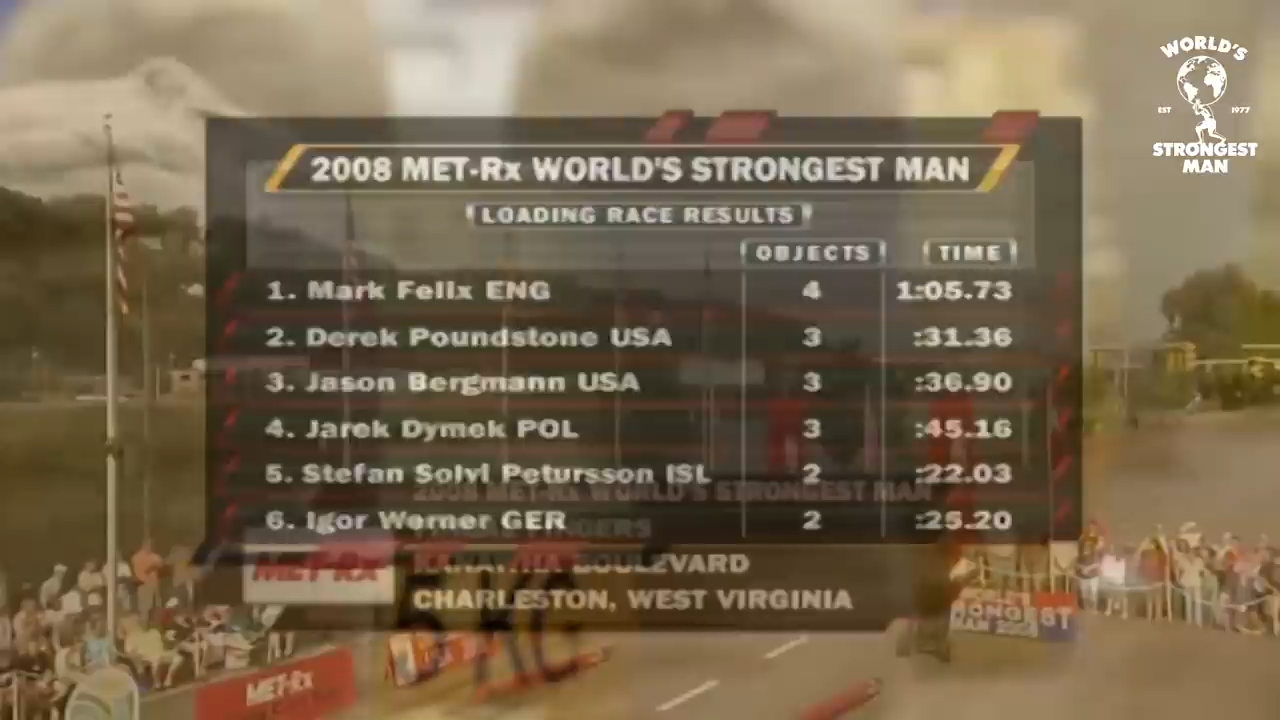 WORLD'S
EST 1977
STRONGEST
MAN
2008 MET-Rx WORLD'S STRONGEST MAN
LOADING RACE RESULTS
OBJECTS TIME
1. Mark Felix ENG 4 1:05.73
2. Derek Poundstone USA 3 :31.36
3. Jason Bergmann USA 3 :36.90
4. Jarek Dymek POL 3 :45.16
5. Stefan Solvi Petursson ISL 2 :22.03
6. Igor Werner GER 2 :25.20
2008 MET-Rx WORLD'S STRONGEST MAN
FINGERS
MET-Rx
BOULEVARD
CHARLESTON, WEST VIRGINIA
KG
MET-Rx